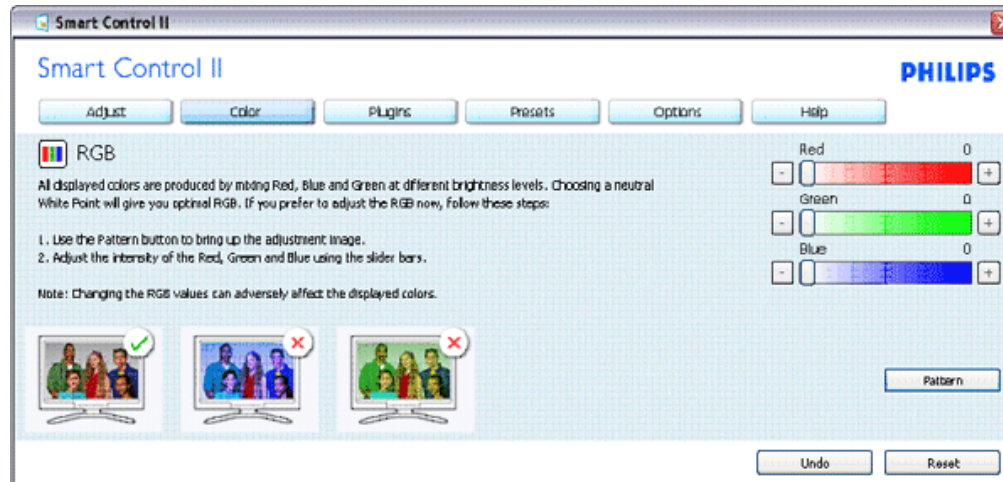 Smart Control II
Smart Control II
PHILIPS
Adjust Color Plugins Presets Options Help
RGB
All displayed colors are produced by mixing Red, Blue and Green at different brightness levels. Choosing a neutral
White Point will give you optimal RGB. If you prefer to adjust the RGB now, follow these steps:
1. Use the Pattern button to bring up the adjustment image.
2. Adjust the intensity of the Red, Green and Blue using the slider bars.
Note: Changing the RGB values can adversely affect the displayed colors.
Red 0
- +
Green 0
- +
Blue 0
- +
Pattern
Undo Reset